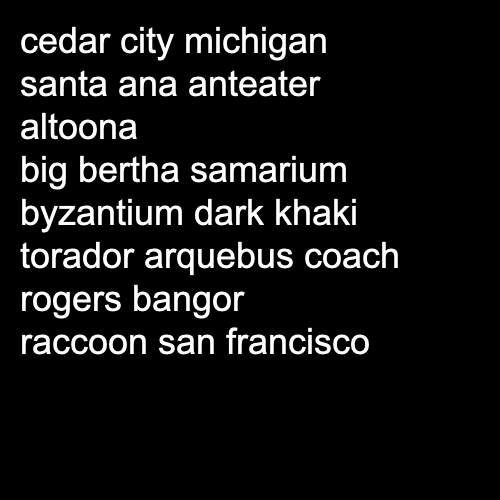 cedar city michigan
santa ana anteater
altoona
big bertha samarium
byzantium dark khaki
torador arquebus coach
rogers bangor
raccoon san francisco